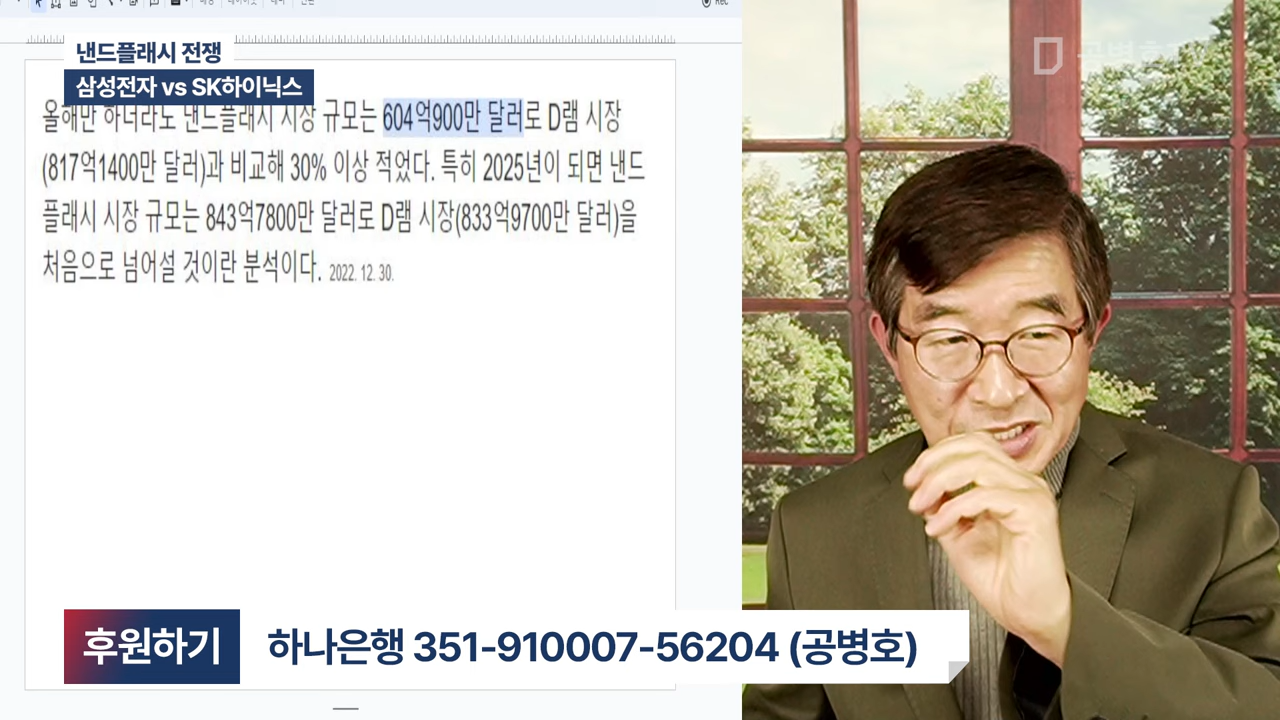 Rec
낸드플래시 전쟁
삼성전자 vs SK하이닉스
올해만 하더라도 낸드플래시 시장 규모는 604억900만 달러로 D램 시장
(817억1400만 달러)과 비교해 30% 이상 적었다. 특히 2025년이 되면 낸드
플래시 시장 규모는 843억7800만 달러로 D램 시장(833억9700만 달러)을
처음으로 넘어설 것이란 분석이다. 2022. 12. 30.
공병호
후원하기
하나은행 351-910007-56204 (공병호)